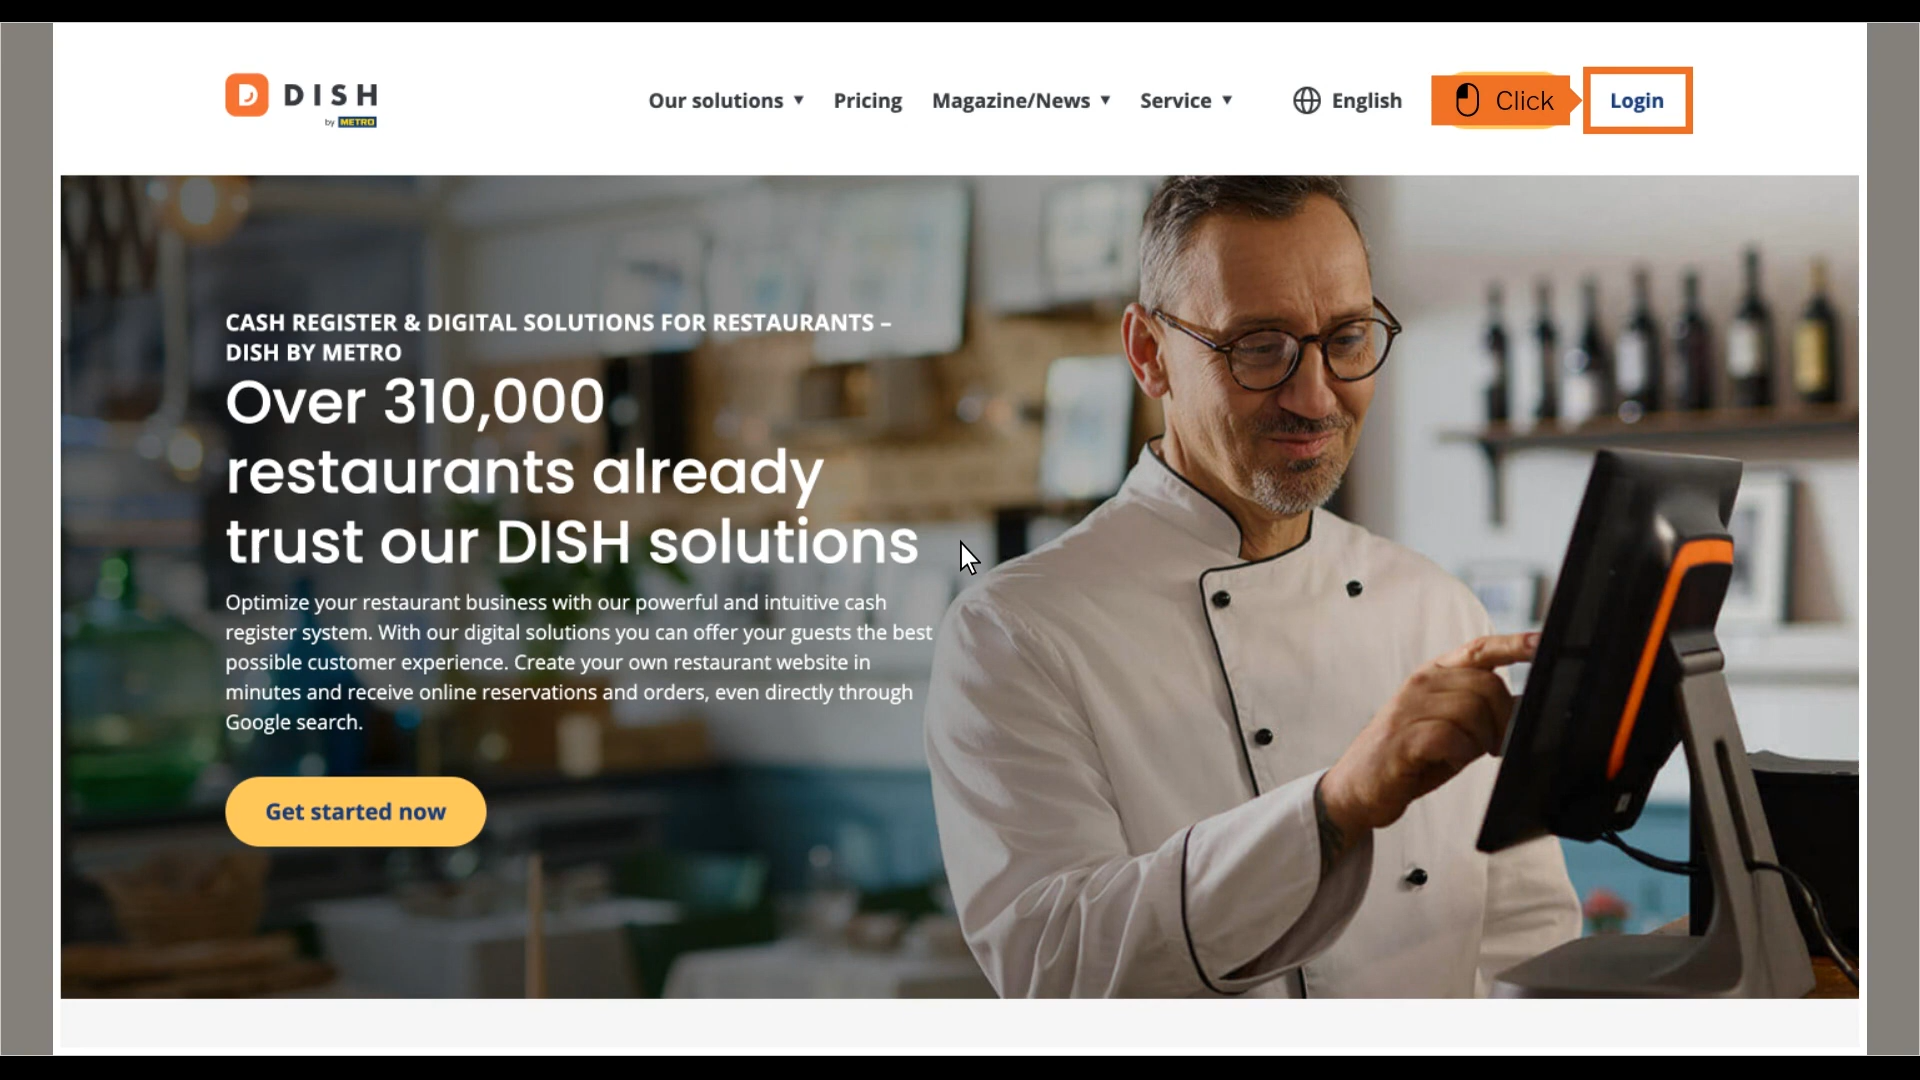 DISH
by METRO
Our solutions
Pricing
Magazine/News
Service
English
Click
Login
CASH REGISTER & DIGITAL SOLUTIONS FOR RESTAURANTS –
DISH BY METRO
Over 310,000
restaurants already
trust our DISH solutions
Optimize your restaurant business with our powerful and intuitive cash
register system. With our digital solutions you can offer your guests the best
possible customer experience. Create your own restaurant website in
minutes and receive online reservations and orders, even directly through
Google search.
Get started now